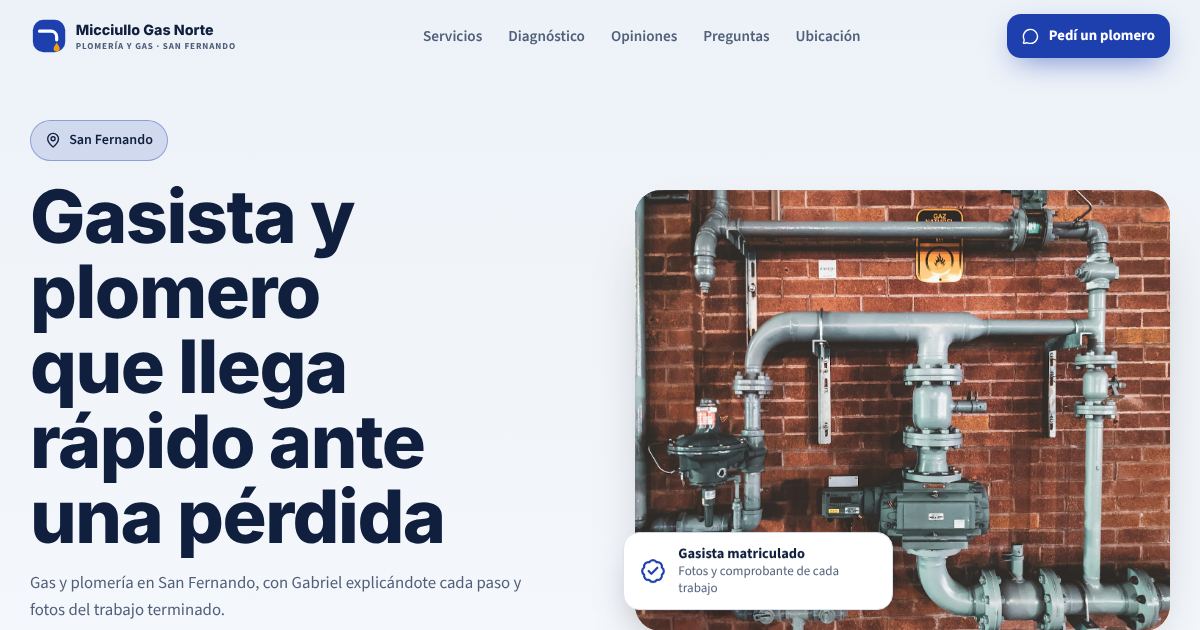 Micciullo Gas Norte
PLOMERÍA Y GAS · SAN FERNANDO
Servicios
Diagnóstico
Opiniones
Preguntas
Ubicación
Pedí un plomero
San Fernando
Gasista y
plomero
que llega
rápido ante
una pérdida
Gas y plomería en San Fernando, con Gabriel explicándote cada paso y
fotos del trabajo terminado.
GAZ
NATUREL
Gasista matriculado
Fotos y comprobante de cada
trabajo